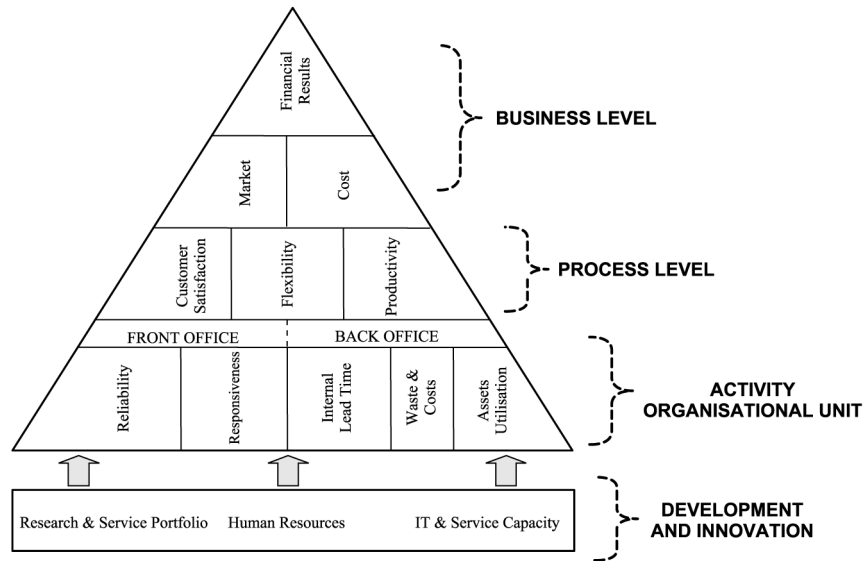 Financial
Results
BUSINESS LEVEL
Market
Cost
Customer
Satisfaction
Flexibility
Productivity
PROCESS LEVEL
FRONT OFFICE
BACK OFFICE
Reliability
Responsiveness
Internal
Lead Time
Waste &
Costs
Assets
Utilisation
ACTIVITY
ORGANISATIONAL UNIT
Research & Service Portfolio
Human Resources
IT & Service Capacity
DEVELOPMENT
AND INNOVATION